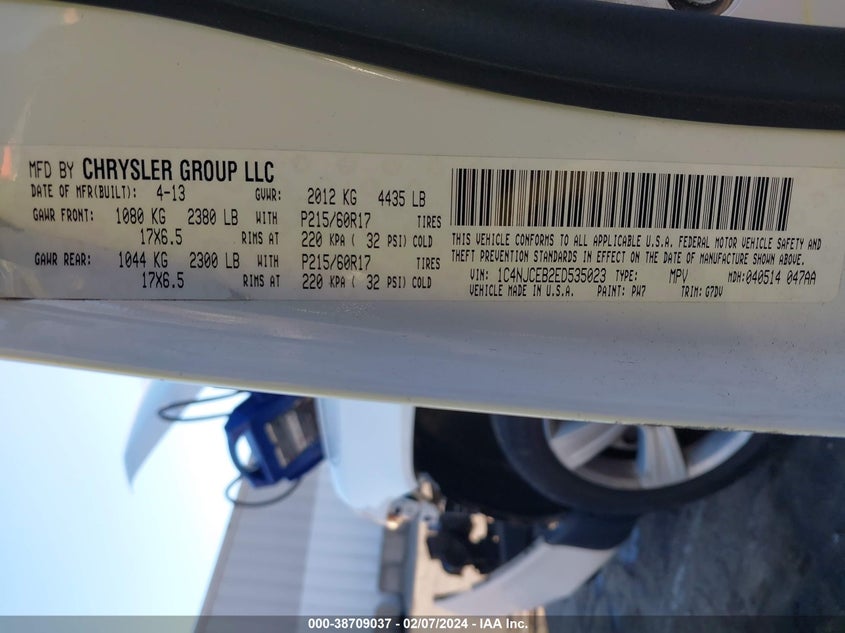 MFD BY CHRYSLER GROUP LLC
DATE OF MFR(BUILT): 4-13 GVWR: 2012 KG 4435 LB
GAWR FRONT: 1080 KG 2380 LB WITH P215/60R17 TIRES
17X6.5 RIMS AT 220 KPA ( 32 PSI) COLD
GAWR REAR: 1044 KG 2300 LB WITH P215/60R17 TIRES
17X6.5 RIMS AT 220 KPA ( 32 PSI) COLD
THIS VEHICLE CONFORMS TO ALL APPLICABLE U.S.A. FEDERAL MOTOR VEHICLE SAFETY AND
THEFT PREVENTION STANDARDS IN EFFECT ON THE DATE OF MANUFACTURE SHOWN ABOVE.
VIN: 1C4NJCEB2ED535023 TYPE: MPV MDH: 040514 047AA
VEHICLE MADE IN U.S.A. PAINT: PW7 TRIM: G7DV
000-38709037 - 02/07/2024 - IAA Inc.